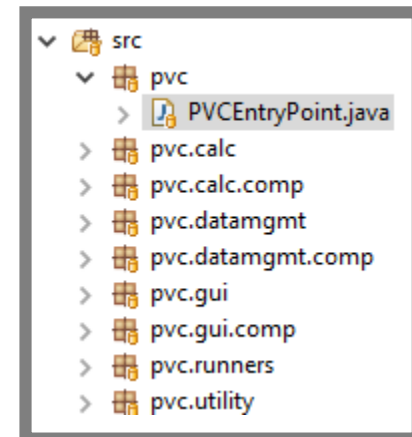 src
pvc
PVCEntryPoint.java
pvc.calc
pvc.calc.comp
pvc.datamgmt
pvc.datamgmt.comp
pvc.gui
pvc.gui.comp
pvc.runners
pvc.utility